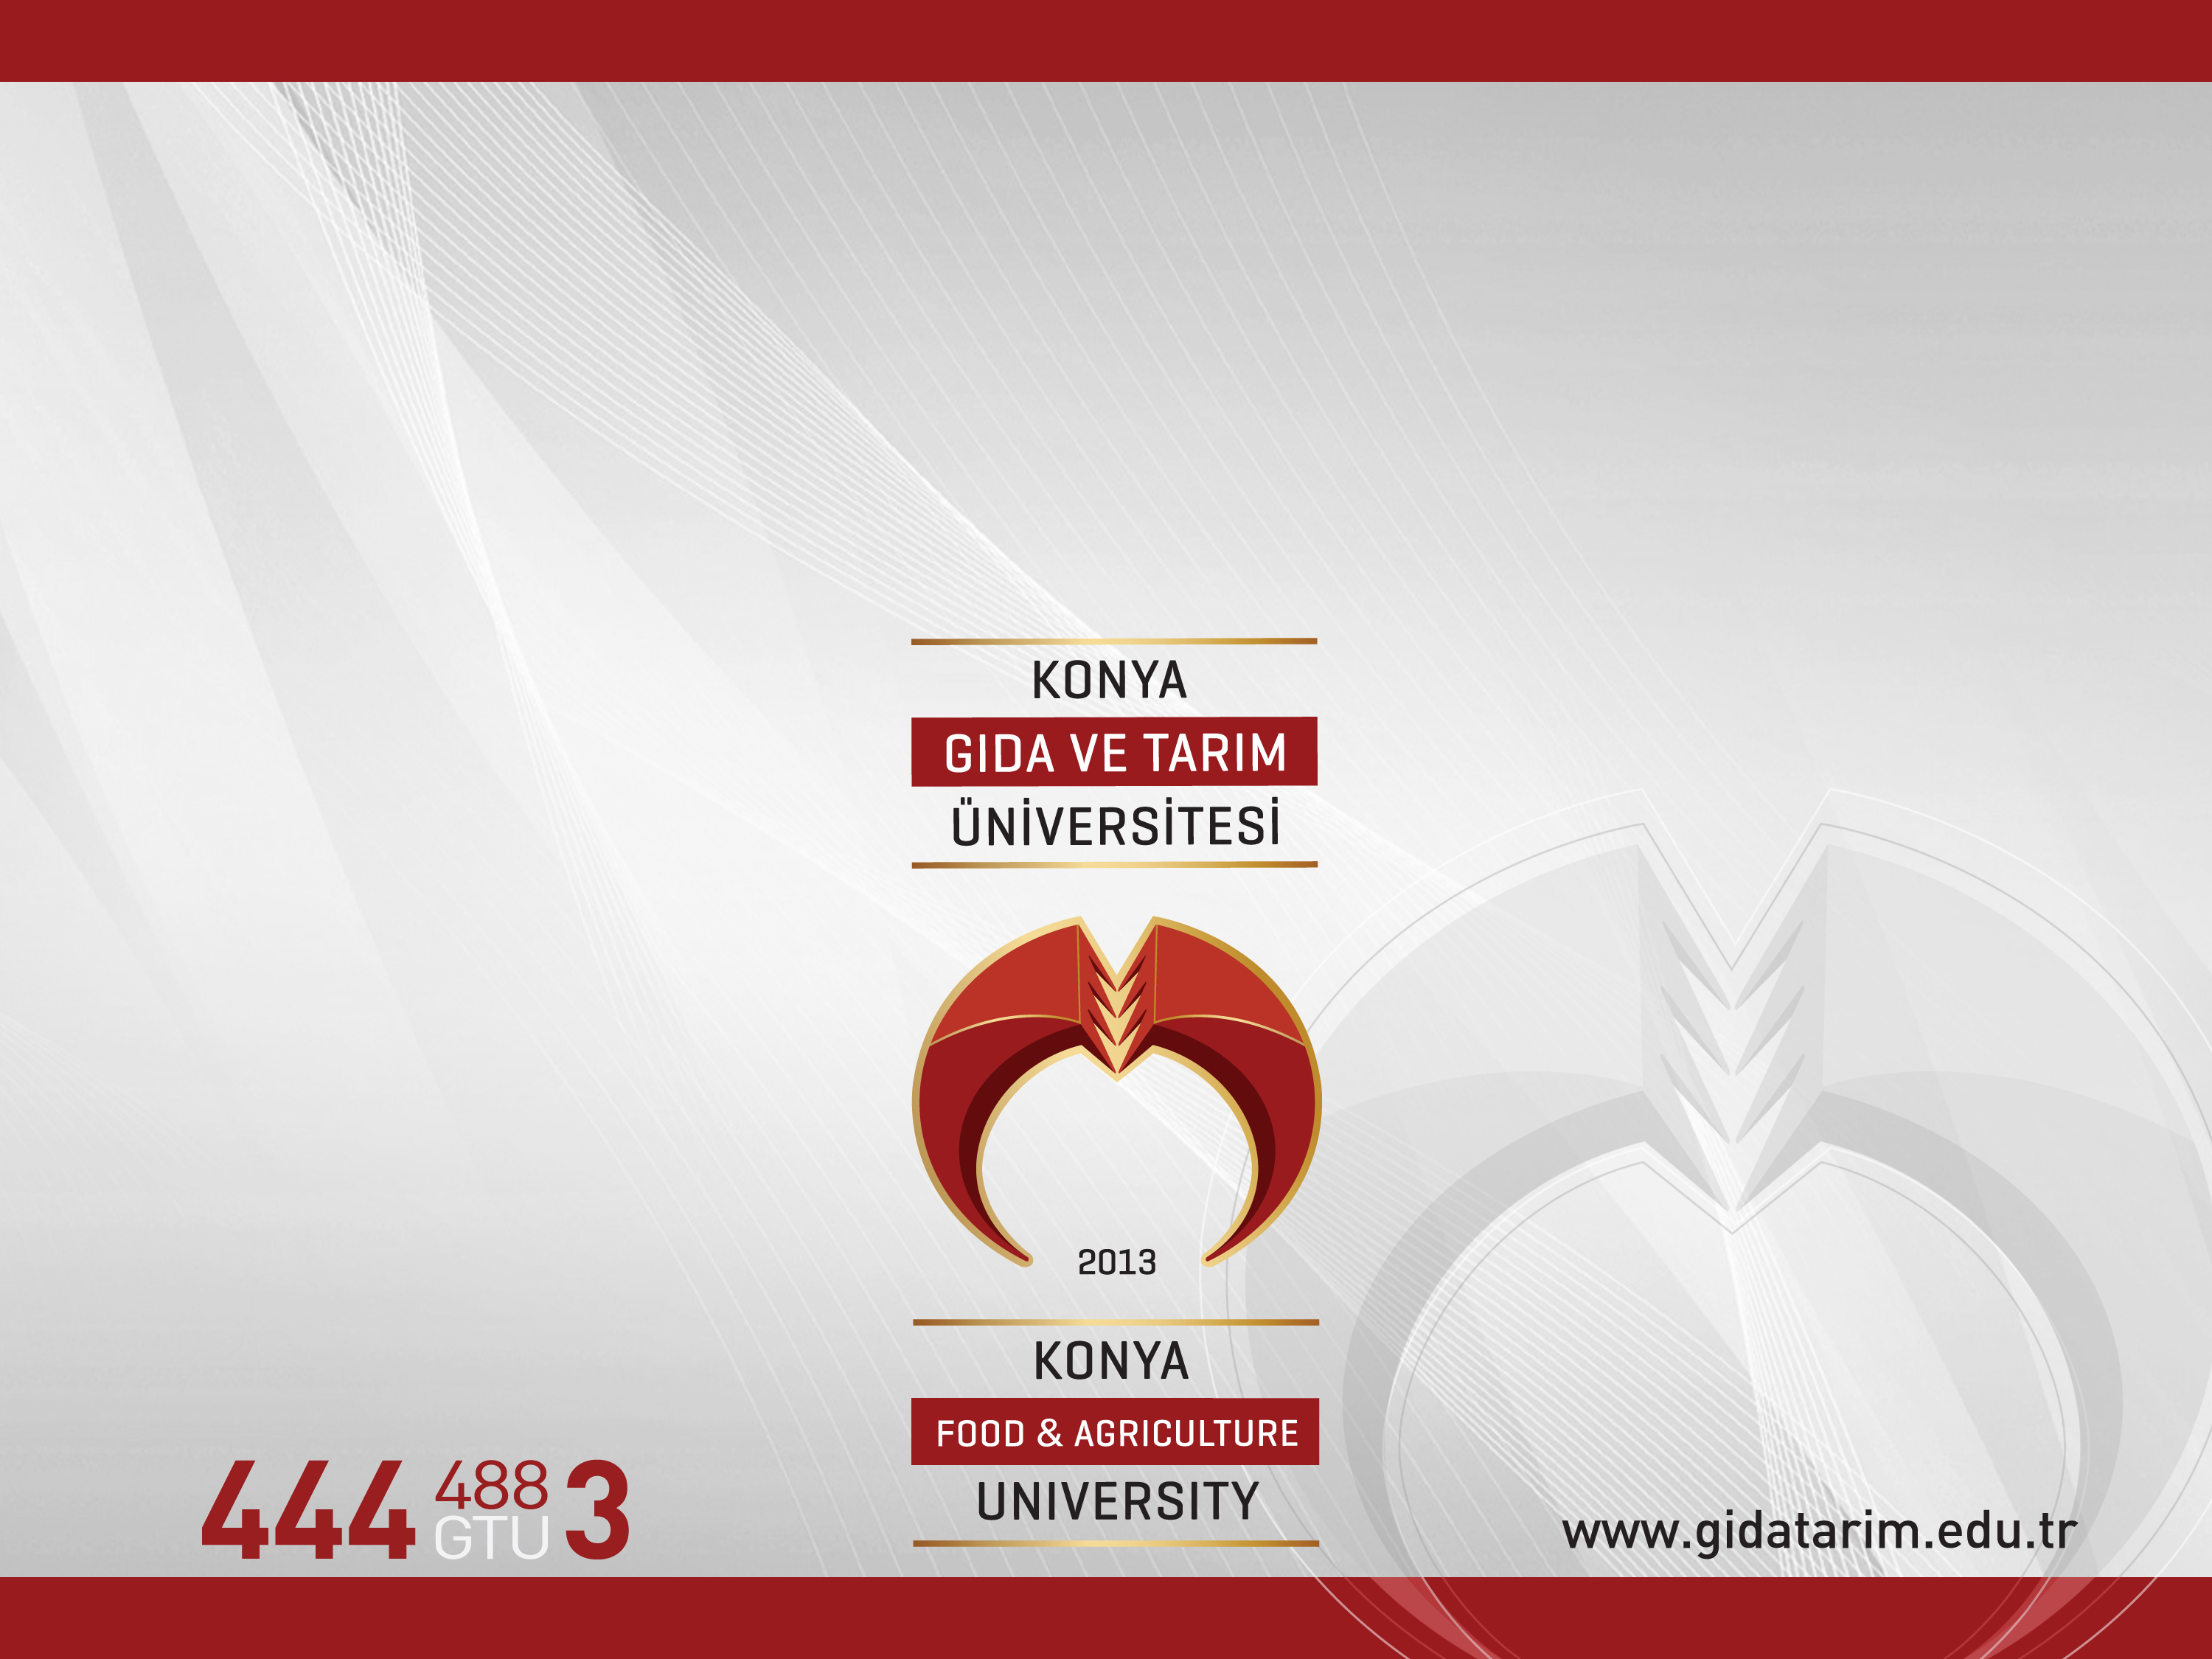 KONYA
GIDA VE TARIM
ÜNİVERSİTESİ
2013
KONYA
FOOD & AGRICULTURE
UNIVERSITY
444 488 3
GTU
www.gidatarim.edu.tr